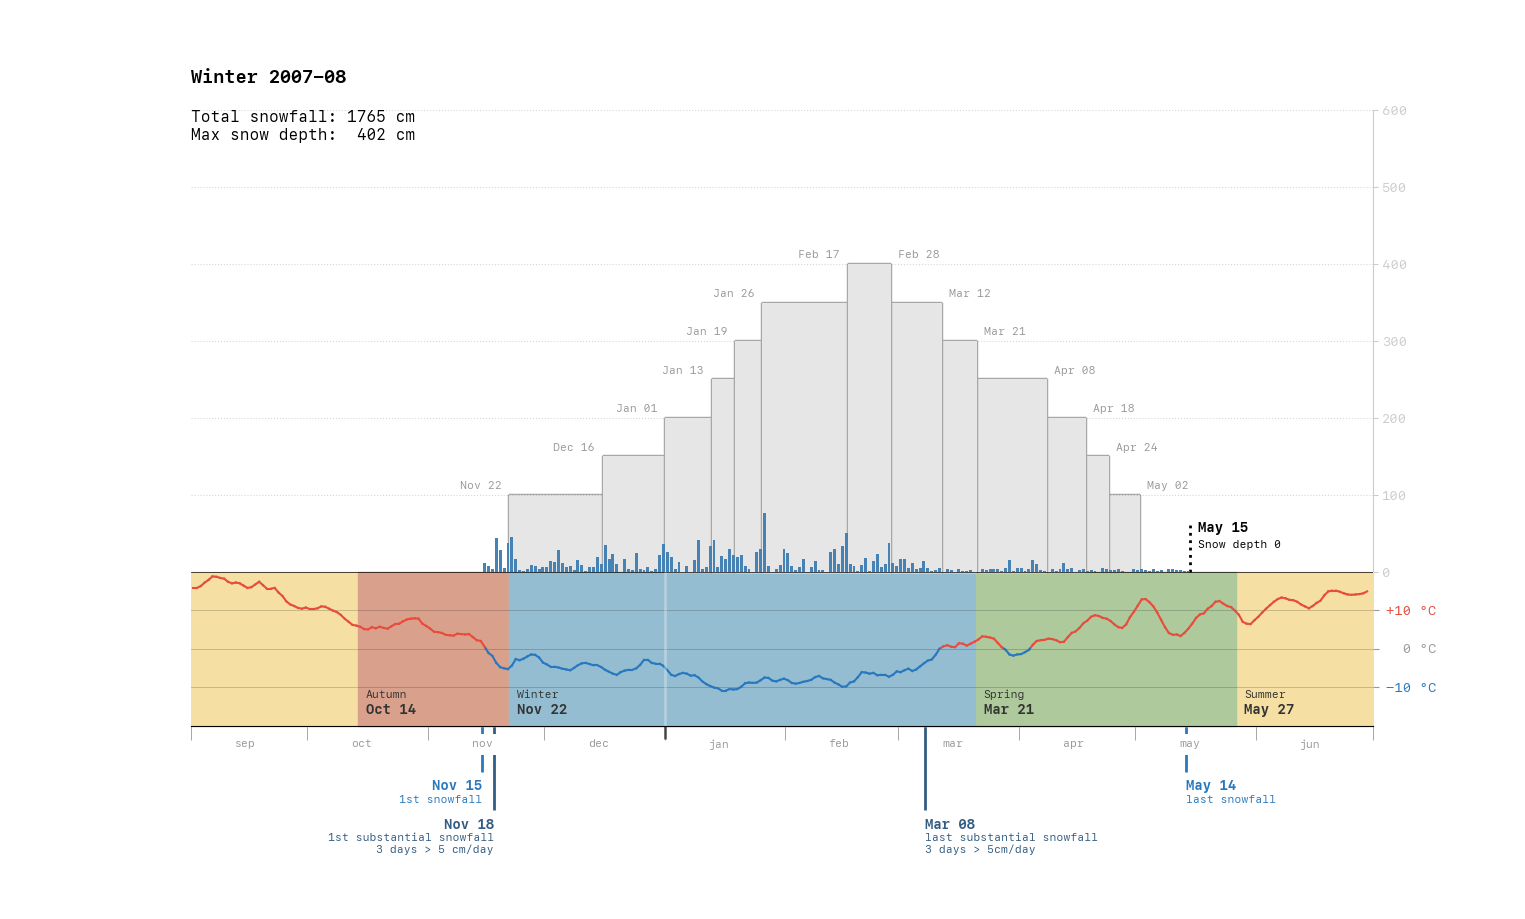 Winter 2007–08
Total snowfall: 1765 cm
Max snow depth:  402 cm
600
500
400
300
200
100
0
Feb 17
Feb 28
Jan 26
Mar 12
Jan 19
Mar 21
Jan 13
Apr 08
Jan 01
Apr 18
Dec 16
Apr 24
Nov 22
May 02
May 15
Snow depth 0
+10 °C
0 °C
−10 °C
Autumn
Oct 14
Winter
Nov 22
Spring
Mar 21
Summer
May 27
sep
oct
nov
dec
jan
feb
mar
apr
may
jun
Nov 15
1st snowfall
Nov 18
1st substantial snowfall
3 days > 5 cm/day
Mar 08
last substantial snowfall
3 days > 5cm/day
May 14
last snowfall